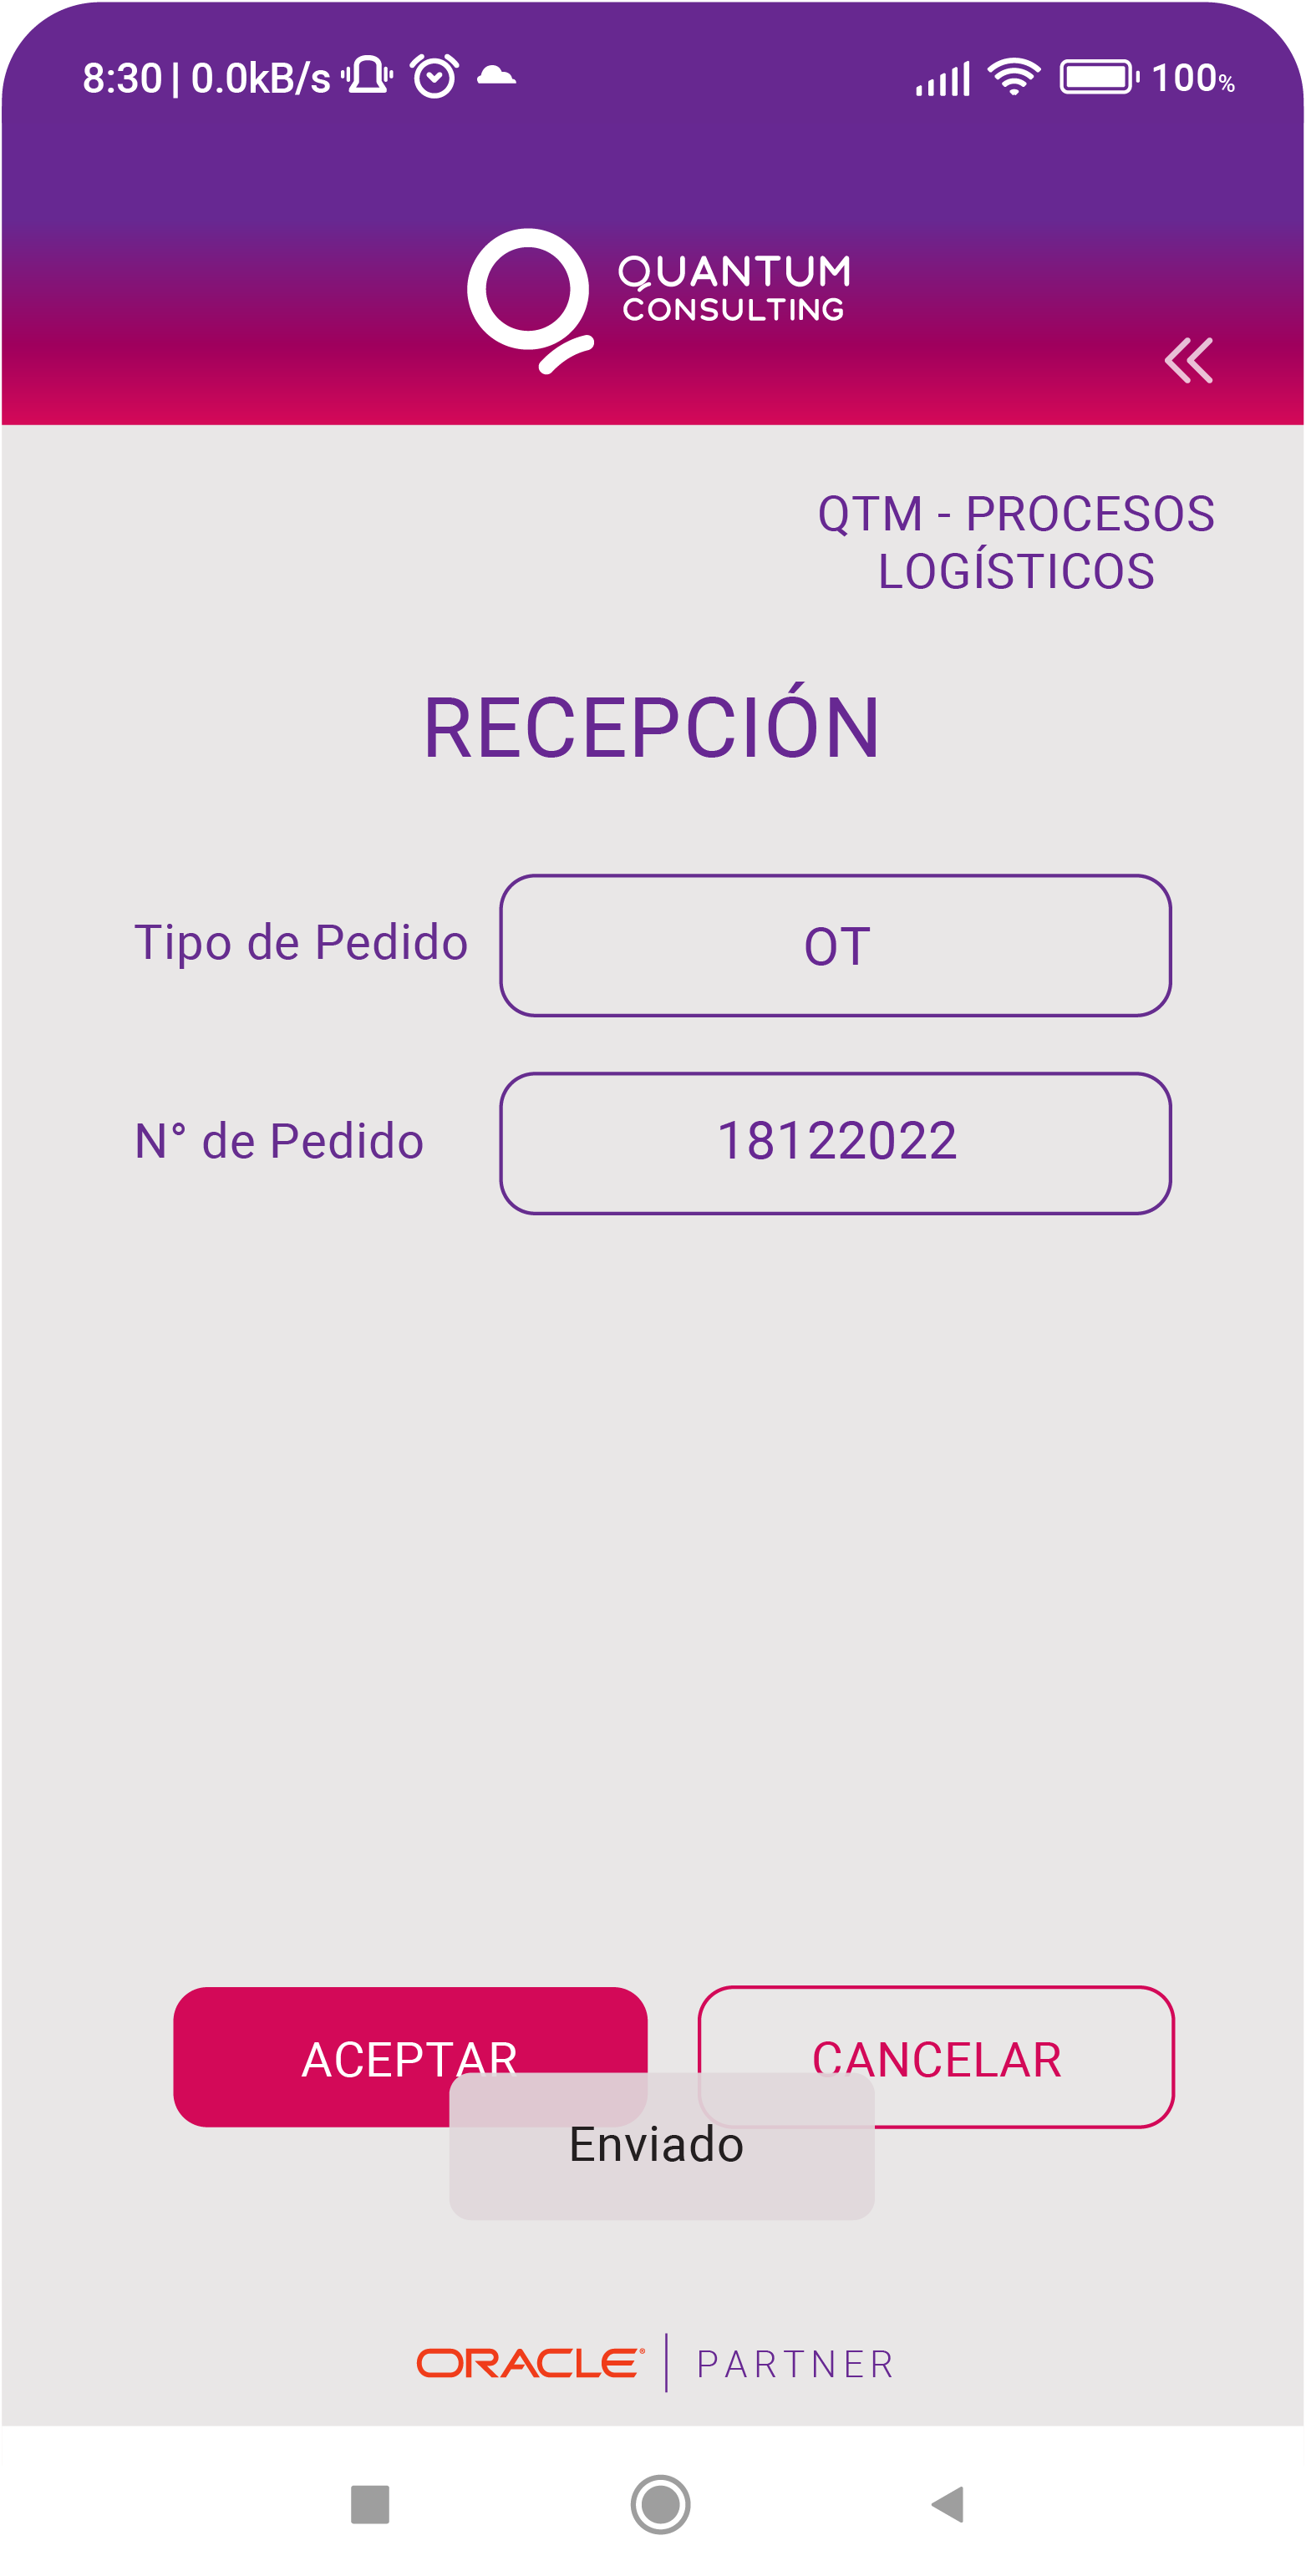 8:30 | 0.0kB/s 100%
QUANTUM
CONSULTING
QTM - PROCESOS
LOGÍSTICOS
RECEPCIÓN
Tipo de Pedido OT
N° de Pedido 18122022
ACEPTAR CANCELAR
Enviado
ORACLE® | PARTNER